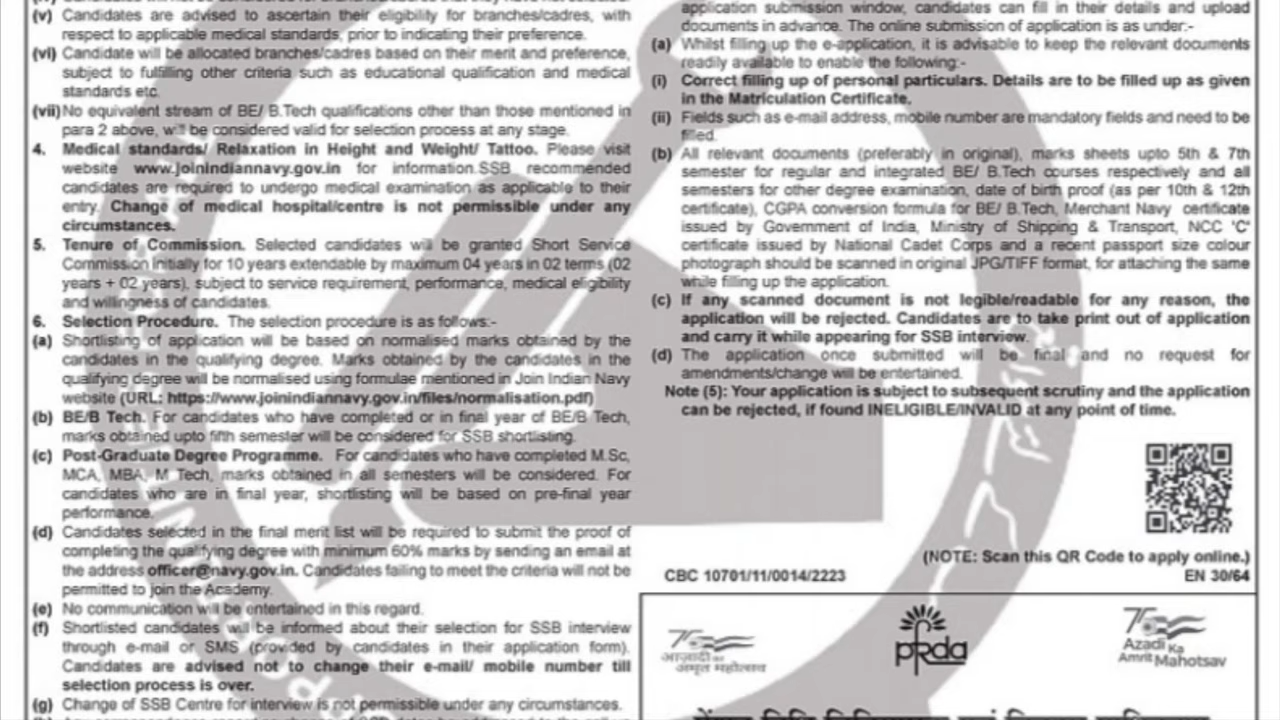 (v) Candidates are advised to ascertain their eligibility for branches/cadres, with
respect to applicable medical standards, prior to indicating their preference.
(vi) Candidate will be allocated branches/cadres based on their merit and preference,
subject to fulfilling other criteria such as educational qualification and medical
standards etc.
(vii) No equivalent stream of BE/ B.Tech qualifications other than those mentioned in
para 2 above, will be considered valid for selection process at any stage.
4. Medical standards/ Relaxation in Height and Weight/ Tattoo. Please visit
website www.joinindiannavy.gov.in for information.SSB recommended
candidates are required to undergo medical examination as applicable to their
entry. Change of medical hospital/centre is not permissible under any
circumstances.
5. Tenure of Commission. Selected candidates will be granted Short Service
Commission initially for 10 years extendable by maximum 04 years in 02 terms (02
years + 02 years), subject to service requirement, performance, medical eligibility
and willingness of candidates.
6. Selection Procedure. The selection procedure is as follows:-
(a) Shortlisting of application will be based on normalised marks obtained by the
candidates in the qualifying degree. Marks obtained by the candidates in the
qualifying degree will be normalised using formulae mentioned in Join Indian Navy
website (URL: https://www.joinindiannavy.gov.in/files/normalisation.pdf)
(b) BE/B Tech. For candidates who have completed or in final year of BE/B Tech,
marks obtained upto fifth semester will be considered for SSB shortlisting.
(c) Post-Graduate Degree Programme. For candidates who have completed M.Sc,
MCA, MBA, M Tech, marks obtained in all semesters will be considered. For
candidates who are in final year, shortlisting will be based on pre-final year
performance.
(d) Candidates selected in the final merit list will be required to submit the proof of
completing the qualifying degree with minimum 60% marks by sending an email at
the address officer@navy.gov.in. Candidates failing to meet the criteria will not be
permitted to join the Academy.
(e) No communication will be entertained in this regard.
(f) Shortlisted candidates will be informed about their selection for SSB interview
through e-mail or SMS (provided by candidates in their application form).
Candidates are advised not to change their e-mail/ mobile number till
selection process is over.
(g) Change of SSB Centre for interview is not permissible under any circumstances.
application submission window, candidates can fill in their details and upload
documents in advance. The online submission of application is as under:-
(a) Whilst filling up the e-application, it is advisable to keep the relevant documents
readily available to enable the following:-
(i) Correct filling up of personal particulars. Details are to be filled up as given
in the Matriculation Certificate.
(ii) Fields such as e-mail address, mobile number are mandatory fields and need to be
filled.
(b) All relevant documents (preferably in original), marks sheets upto 5th & 7th
semester for regular and integrated BE/ B.Tech courses respectively and all
semesters for other degree examination, date of birth proof (as per 10th & 12th
certificate), CGPA conversion formula for BE/ B.Tech, Merchant Navy certificate
issued by Government of India, Ministry of Shipping & Transport, NCC 'C'
certificate issued by National Cadet Corps and a recent passport size colour
photograph should be scanned in original JPG/TIFF format, for attaching the same
while filling up the application.
(c) If any scanned document is not legible/readable for any reason, the
application will be rejected. Candidates are to take print out of application
and carry it while appearing for SSB interview.
(d) The application once submitted will be final and no request for
amendments/change will be entertained.
Note (5): Your application is subject to subsequent scrutiny and the application
can be rejected, if found INELIGIBLE/INVALID at any point of time.
(NOTE: Scan this QR Code to apply online.)
CBC 10701/11/0014/2223 EN 30/64
आज़ादी का
अमृत महोत्सव
pfrda
Azadi Ka
Amrit Mahotsav